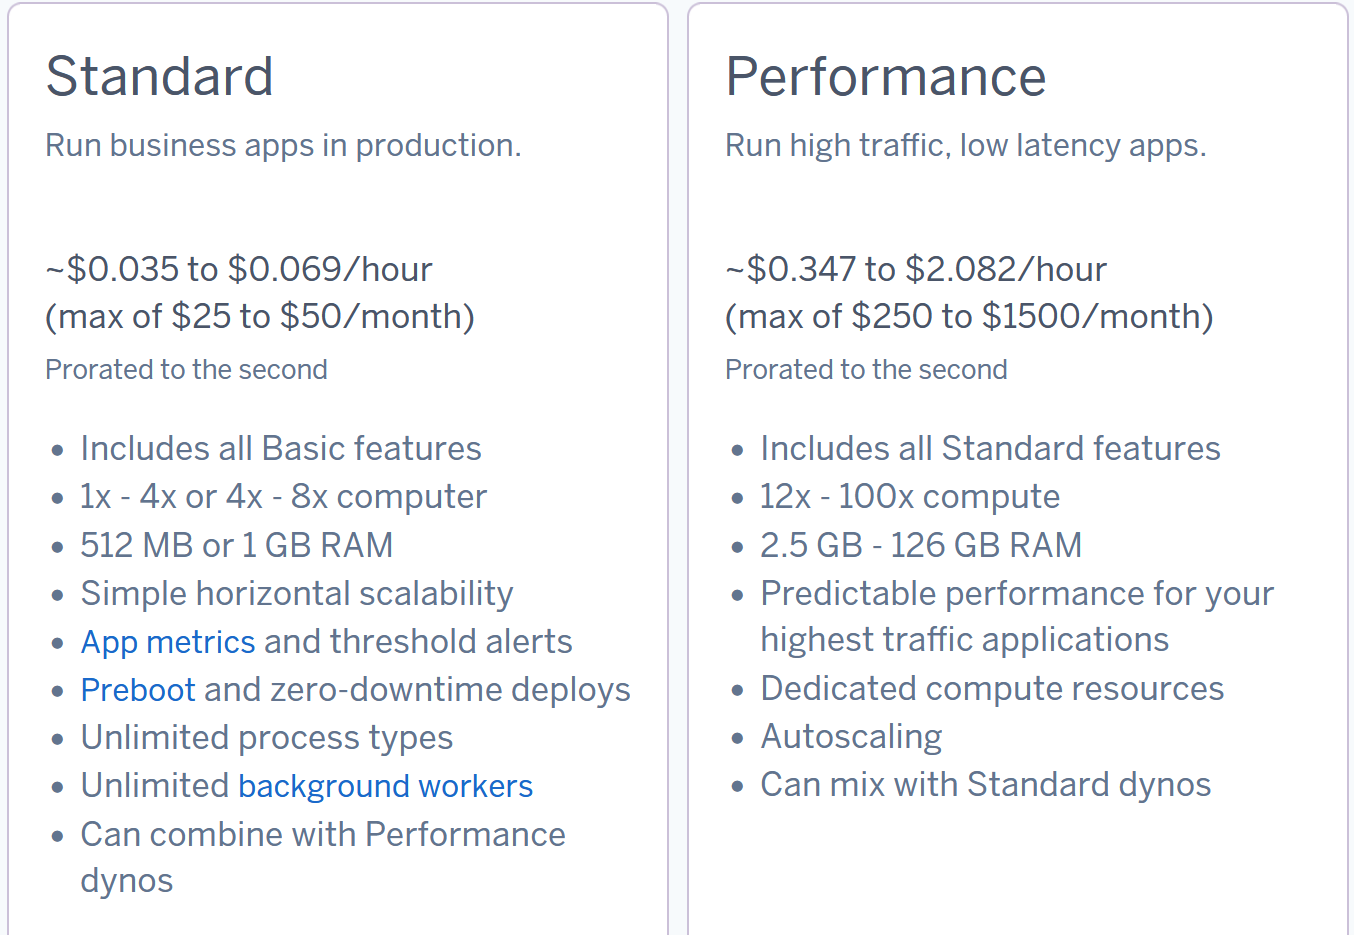 Standard
Run business apps in production.
~$0.035 to $0.069/hour
(max of $25 to $50/month)
Prorated to the second
• Includes all Basic features
• 1x - 4x or 4x - 8x computer
• 512 MB or 1 GB RAM
• Simple horizontal scalability
• App metrics and threshold alerts
• Preboot and zero-downtime deploys
• Unlimited process types
• Unlimited background workers
• Can combine with Performance
dynos
Performance
Run high traffic, low latency apps.
~$0.347 to $2.082/hour
(max of $250 to $1500/month)
Prorated to the second
• Includes all Standard features
• 12x - 100x compute
• 2.5 GB - 126 GB RAM
• Predictable performance for your
highest traffic applications
• Dedicated compute resources
• Autoscaling
• Can mix with Standard dynos